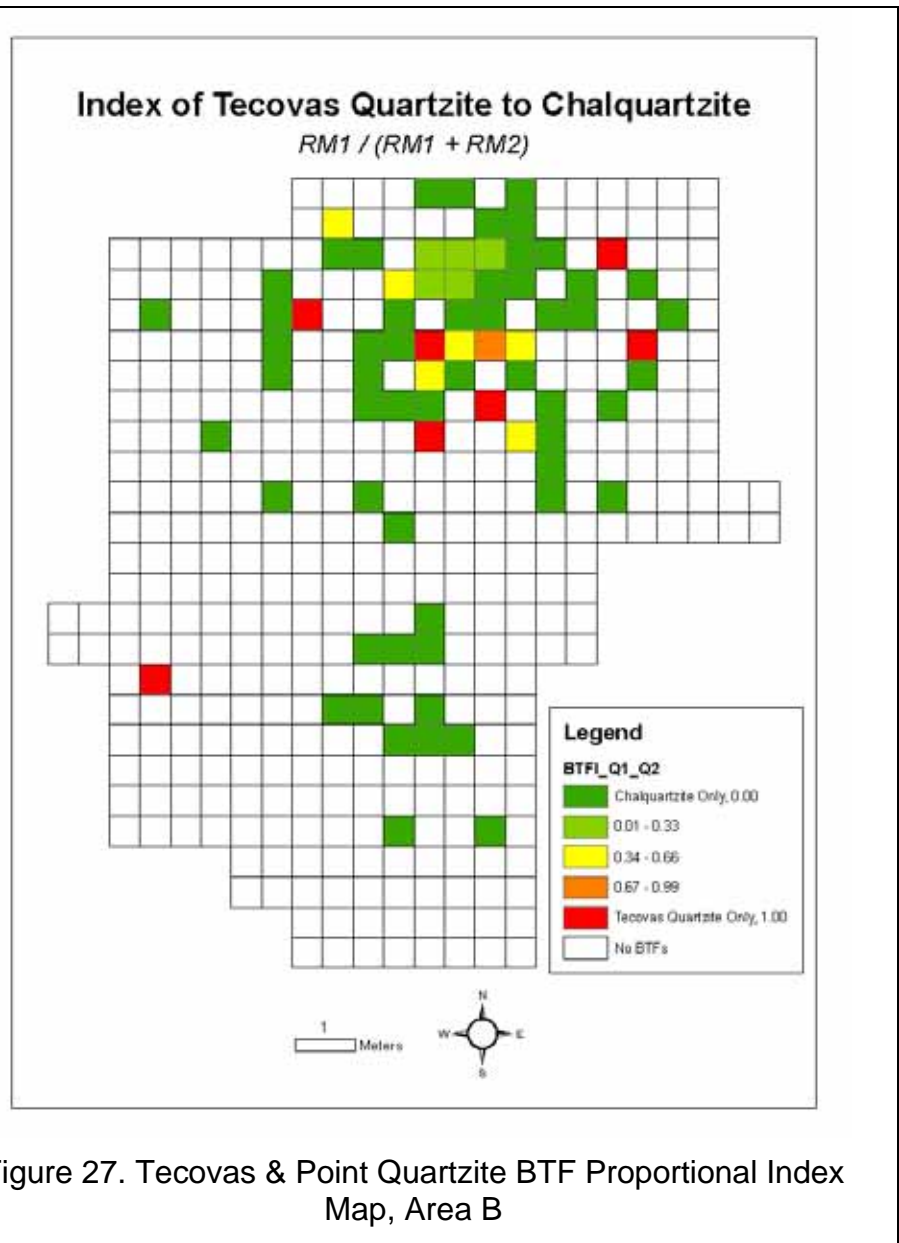 Index of Tecovas Quartzite to Chalquartzite
RM1 / (RM1 + RM2)
Legend
BTFI_Q1_Q2
Chalquartzite Only, 0.00
0.01 - 0.33
0.34 - 0.66
0.67 - 0.99
Tecovas Quartzite Only, 1.00
No BTFs
1
Meters
N
W E
S
igure 27. Tecovas & Point Quartzite BTF Proportional Index
Map, Area B